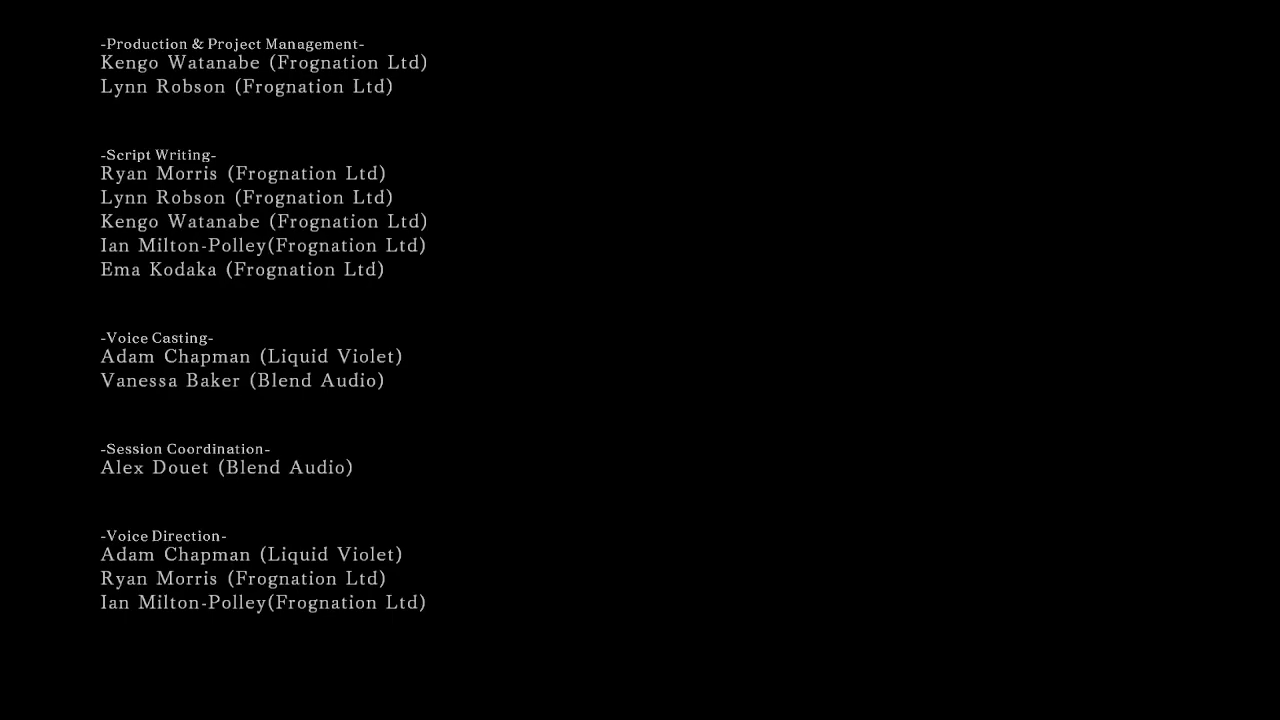 -Production & Project Management-
Kengo Watanabe (Frognation Ltd)
Lynn Robson (Frognation Ltd)
-Script Writing-
Ryan Morris (Frognation Ltd)
Lynn Robson (Frognation Ltd)
Kengo Watanabe (Frognation Ltd)
Ian Milton-Polley(Frognation Ltd)
Ema Kodaka (Frognation Ltd)
-Voice Casting-
Adam Chapman (Liquid Violet)
Vanessa Baker (Blend Audio)
-Session Coordination-
Alex Douet (Blend Audio)
-Voice Direction-
Adam Chapman (Liquid Violet)
Ryan Morris (Frognation Ltd)
Ian Milton-Polley(Frognation Ltd)